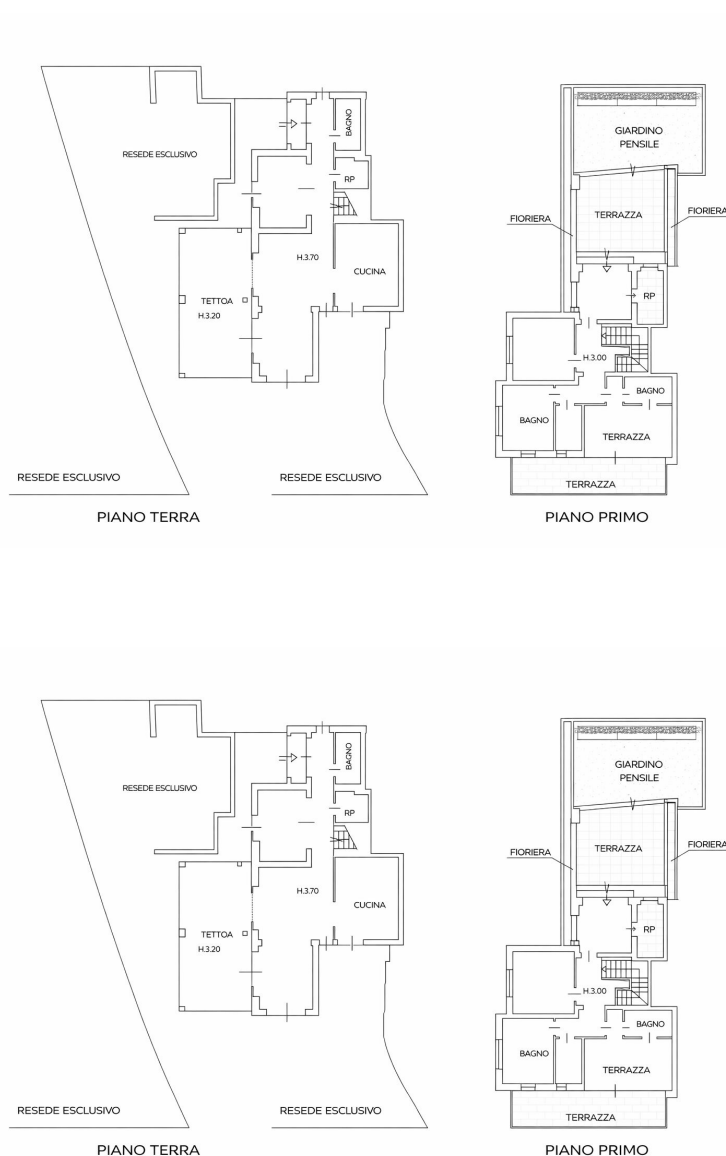 RESEDE ESCLUSIVO
BAGNO
RP
H.3.70
CUCINA
TETTOA
H.3.20
RESEDE ESCLUSIVO
RESEDE ESCLUSIVO
PIANO TERRA
GIARDINO
PENSILE
FIORIERA
TERRAZZA
FIORIERA
RP
H.3.00
BAGNO
BAGNO
TERRAZZA
TERRAZZA
PIANO PRIMO
RESEDE ESCLUSIVO
BAGNO
RP
H.3.70
CUCINA
TETTOA
H.3.20
RESEDE ESCLUSIVO
RESEDE ESCLUSIVO
PIANO TERRA
GIARDINO
PENSILE
FIORIERA
TERRAZZA
FIORIERA
RP
H.3.00
BAGNO
BAGNO
TERRAZZA
TERRAZZA
PIANO PRIMO